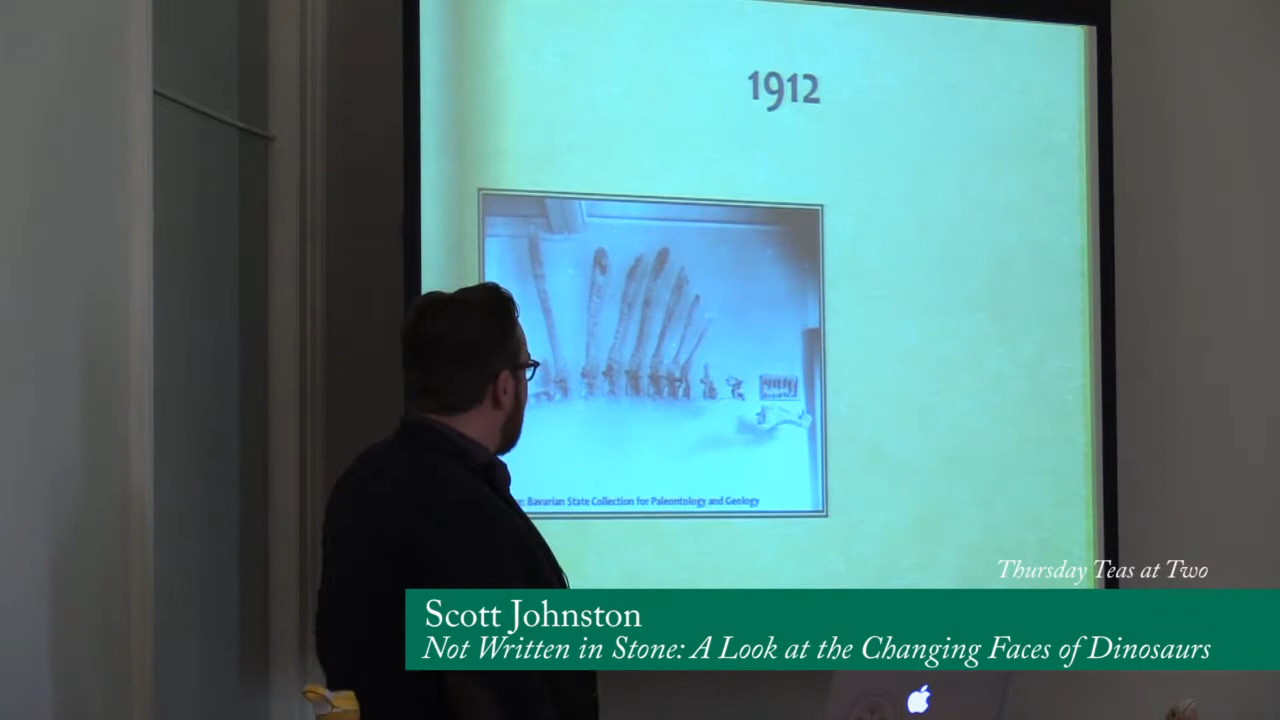 1912
Bavarian State Collection for Paleontology and Geology
Thursday Teas at Two
Scott Johnston
Not Written in Stone: A Look at the Changing Faces of Dinosaurs